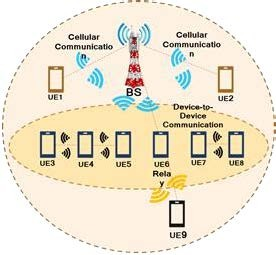 Cellular
Communicatio
n
Cellular
Communicatio
n
UE1
BS
UE2
Device-to-
Device
Communication
UE3
UE4
UE5
UE6
UE7
UE8
Rela
y
UE9